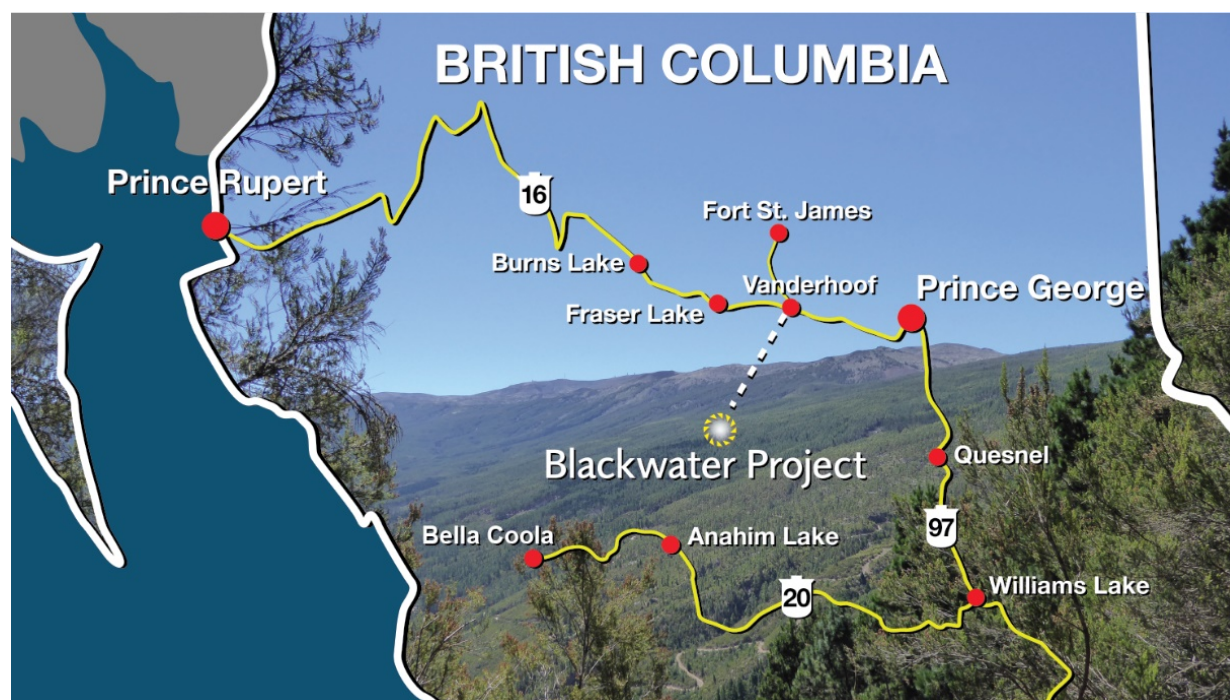 BRITISH COLUMBIA
Prince Rupert
16
Fort St. James
Burns Lake
Vanderhoof
Prince George
Fraser Lake
Blackwater Project
Quesnel
97
Bella Coola
Anahim Lake
Williams Lake
20